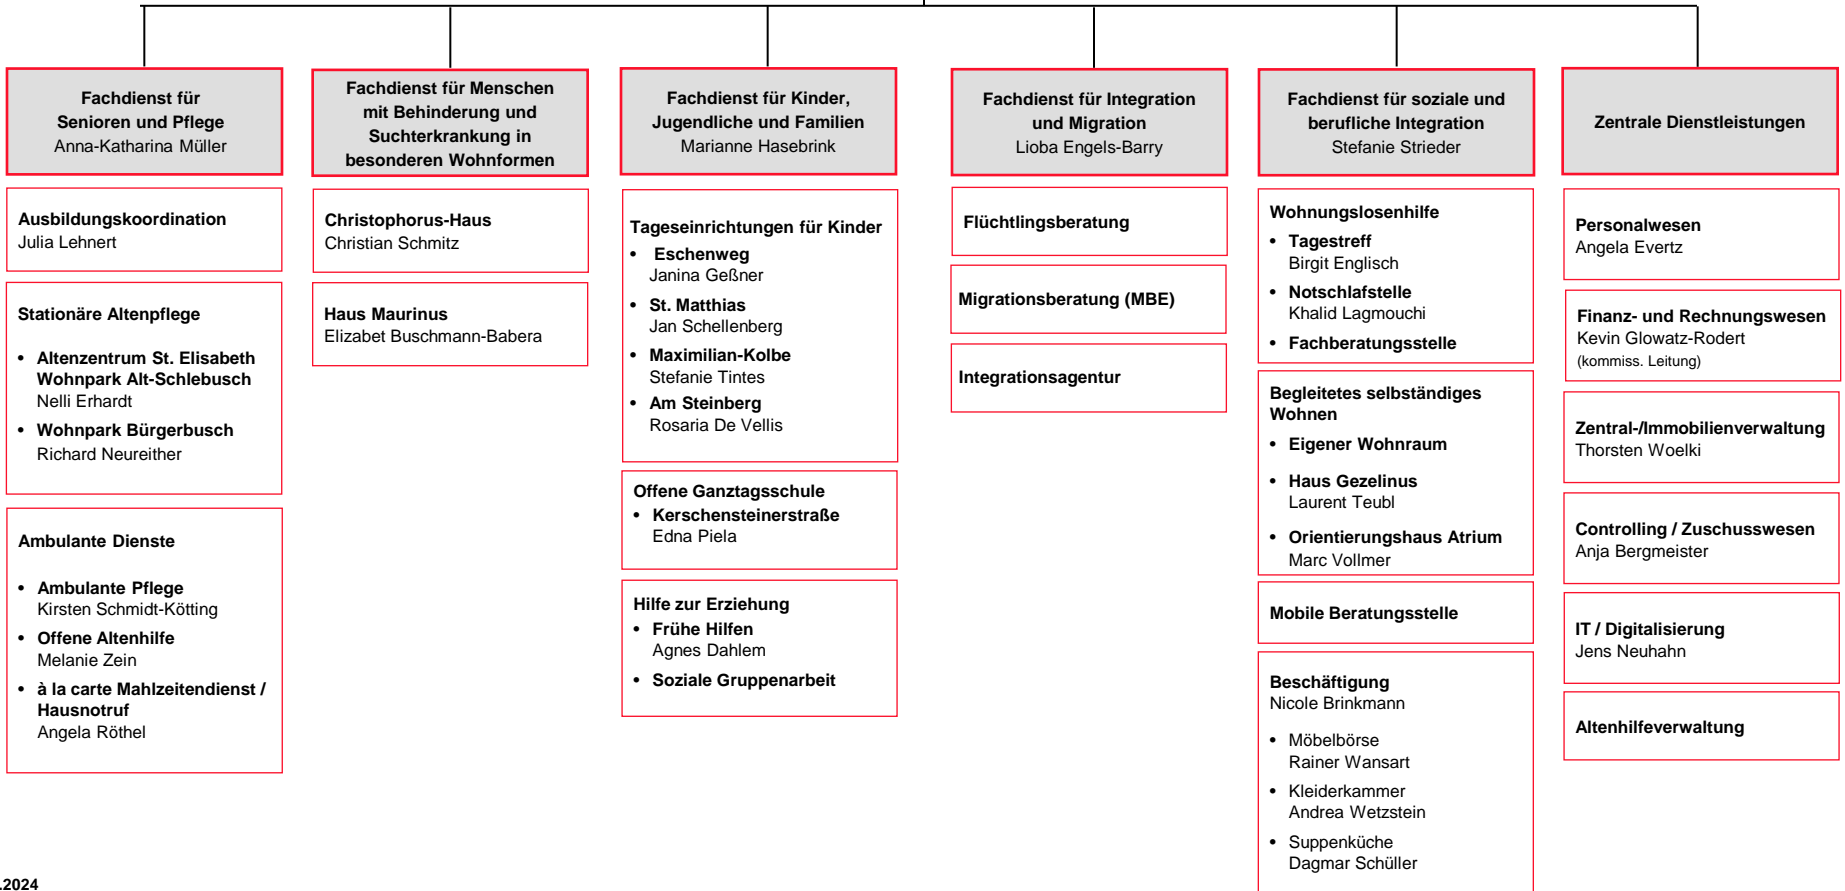 Fachdienst für
Senioren und Pflege
Anna-Katharina Müller
Ausbildungskoordination
Julia Lehnert
Stationäre Altenpflege
• Altenzentrum St. Elisabeth
Wohnpark Alt-Schlebusch
Nelli Erhardt
• Wohnpark Bürgerbusch
Richard Neureither
Ambulante Dienste
• Ambulante Pflege
Kirsten Schmidt-Kötting
• Offene Altenhilfe
Melanie Zein
• à la carte Mahlzeitendienst /
Hausnotruf
Angela Röthel
Fachdienst für Menschen
mit Behinderung und
Suchterkrankung in
besonderen Wohnformen
Christophorus-Haus
Christian Schmitz
Haus Maurinus
Elizabet Buschmann-Babera
Fachdienst für Kinder,
Jugendliche und Familien
Marianne Hasebrink
Tageseinrichtungen für Kinder
• Eschenweg
Janina Geßner
• St. Matthias
Jan Schellenberg
• Maximilian-Kolbe
Stefanie Tintes
• Am Steinberg
Rosaria De Vellis
Offene Ganztagsschule
• Kerschensteinerstraße
Edna Piela
Hilfe zur Erziehung
• Frühe Hilfen
Agnes Dahlem
• Soziale Gruppenarbeit
Fachdienst für Integration
und Migration
Lioba Engels-Barry
Flüchtlingsberatung
Migrationsberatung (MBE)
Integrationsagentur
Fachdienst für soziale und
berufliche Integration
Stefanie Strieder
Wohnungslosenhilfe
• Tagestreff
Birgit Englisch
• Notschlafstelle
Khalid Lagmouchi
• Fachberatungsstelle
Begleitetes selbständiges
Wohnen
• Eigener Wohnraum
• Haus Gezelinus
Laurent Teubl
• Orientierungshaus Atrium
Marc Vollmer
Mobile Beratungsstelle
Beschäftigung
Nicole Brinkmann
• Möbelbörse
Rainer Wansart
• Kleiderkammer
Andrea Wetzstein
• Suppenküche
Dagmar Schüller
Zentrale Dienstleistungen
Personalwesen
Angela Evertz
Finanz- und Rechnungswesen
Kevin Glowatz-Rodert
(kommiss. Leitung)
Zentral-/Immobilienverwaltung
Thorsten Woelki
Controlling / Zuschusswesen
Anja Bergmeister
IT / Digitalisierung
Jens Neuhahn
Altenhilfeverwaltung
.2024